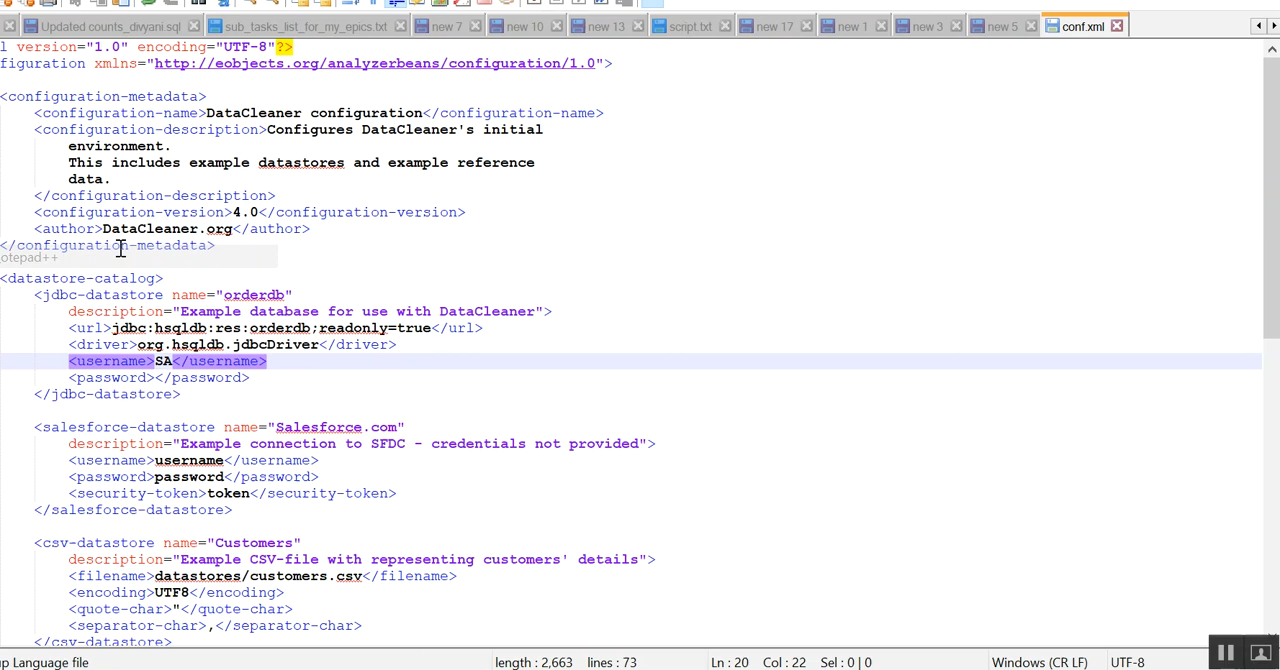 Updated counts_divyani.sql sub_tasks_list_for_my_epics.txt new 7 new 10 new 13 script.txt new 17 new 1 new 3 new 5 conf.xml
l version="1.0" encoding="UTF-8"?>
figuration xmlns="http://eobjects.org/analyzerbeans/configuration/1.0">
<configuration-metadata>
<configuration-name>DataCleaner configuration</configuration-name>
<configuration-description>Configures DataCleaner's initial
environment.
This includes example datastores and example reference
data.
</configuration-description>
<configuration-version>4.0</configuration-version>
<author>DataCleaner.org</author>
</configuration-metadata>
otepad++
<datastore-catalog>
<jdbc-datastore name="orderdb"
description="Example database for use with DataCleaner">
<url>jdbc:hsqldb:res:orderdb;readonly=true</url>
<driver>org.hsqldb.jdbcDriver</driver>
<username>SA</username>
<password></password>
</jdbc-datastore>
<salesforce-datastore name="Salesforce.com"
description="Example connection to SFDC - credentials not provided">
<username>username</username>
<password>password</password>
<security-token>token</security-token>
</salesforce-datastore>
<csv-datastore name="Customers"
description="Example CSV-file with representing customers' details">
<filename>datastores/customers.csv</filename>
<encoding>UTF8</encoding>
<quote-char>"</quote-char>
<separator-char>,</separator-char>
</csv-datastore>
up Language file length : 2,663 lines : 73 Ln : 20 Col : 22 Sel : 0 | 0 Windows (CR LF) UTF-8